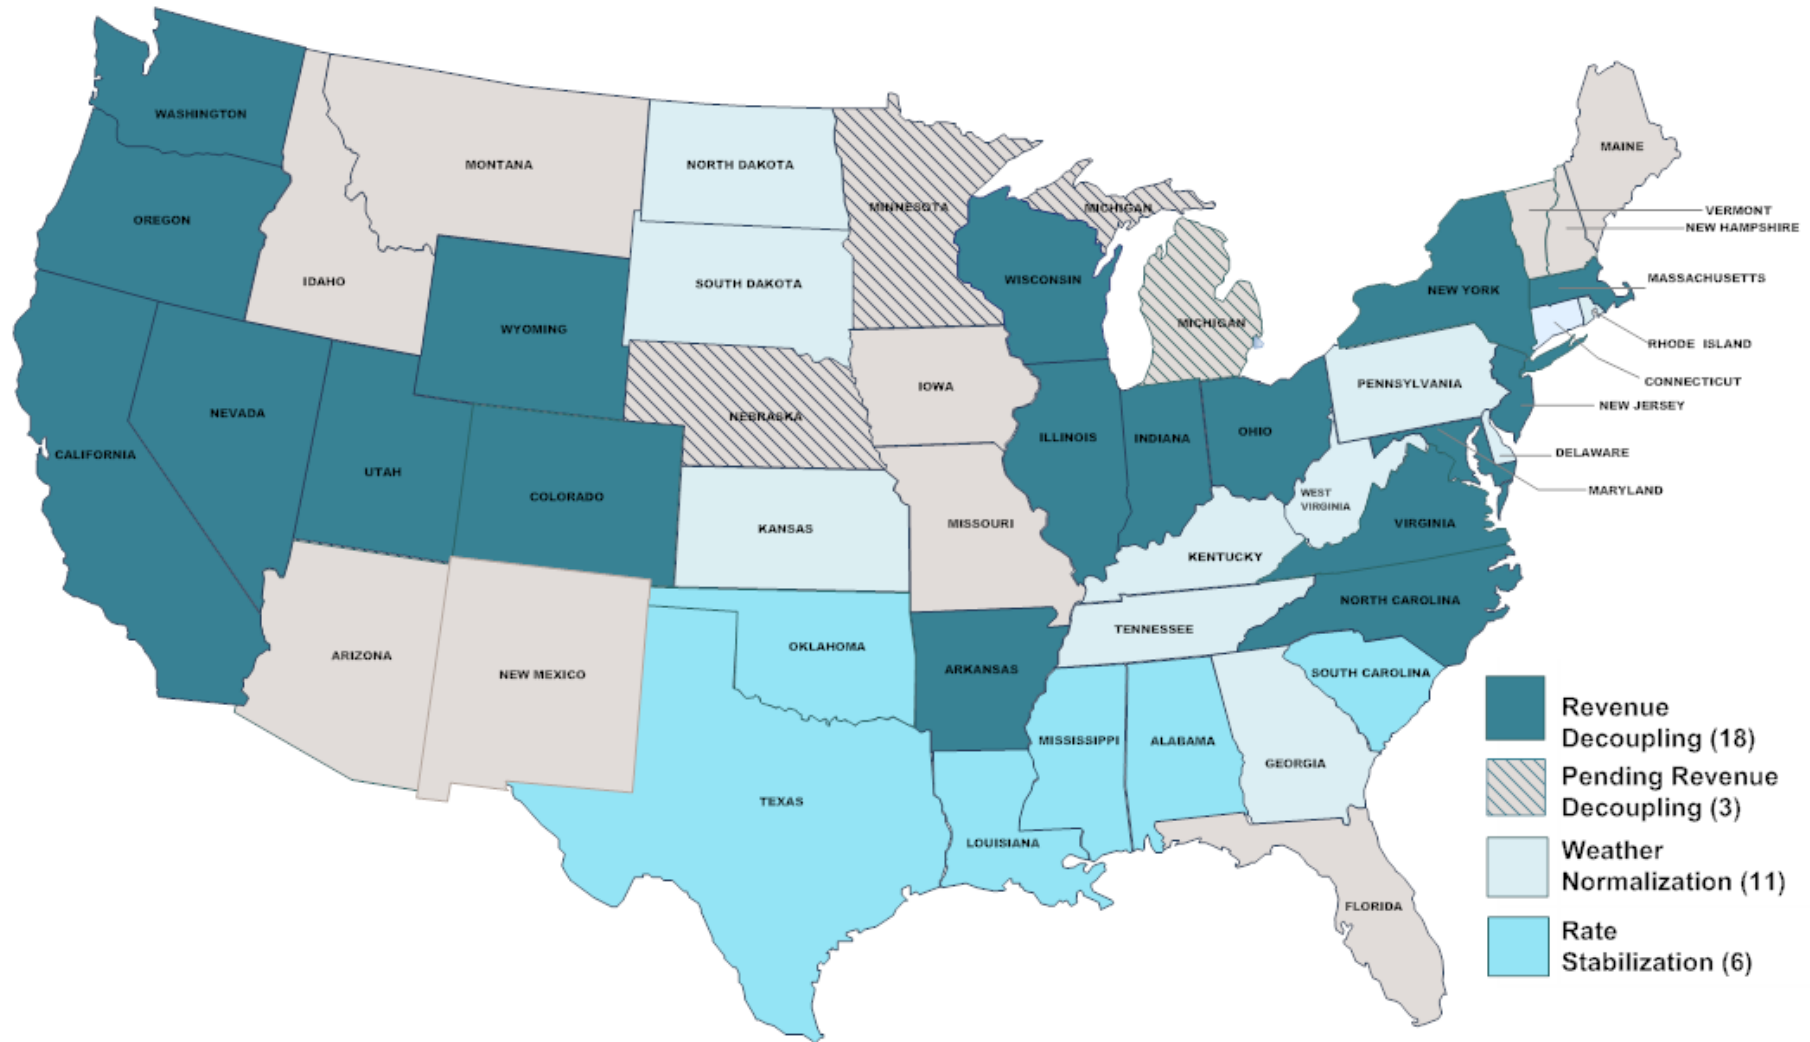 WASHINGTON
MONTANA
NORTH DAKOTA
MINNESOTA
MICHIGAN
MAINE
OREGON
VERMONT
NEW HAMPSHIRE
IDAHO
SOUTH DAKOTA
WISCONSIN
NEW YORK
MASSACHUSETTS
WYOMING
MICHIGAN
RHODE ISLAND
IOWA
PENNSYLVANIA
CONNECTICUT
NEVADA
NEBRASKA
NEW JERSEY
CALIFORNIA
UTAH
COLORADO
ILLINOIS
INDIANA
OHIO
DELAWARE
MARYLAND
KANSAS
MISSOURI
WEST
VIRGINIA
VIRGINIA
KENTUCKY
NORTH CAROLINA
ARIZONA
NEW MEXICO
OKLAHOMA
ARKANSAS
TENNESSEE
SOUTH CAROLINA
TEXAS
MISSISSIPPI
ALABAMA
GEORGIA
LOUISIANA
FLORIDA
Revenue
Decoupling (18)
Pending Revenue
Decoupling (3)
Weather
Normalization (11)
Rate
Stabilization (6)